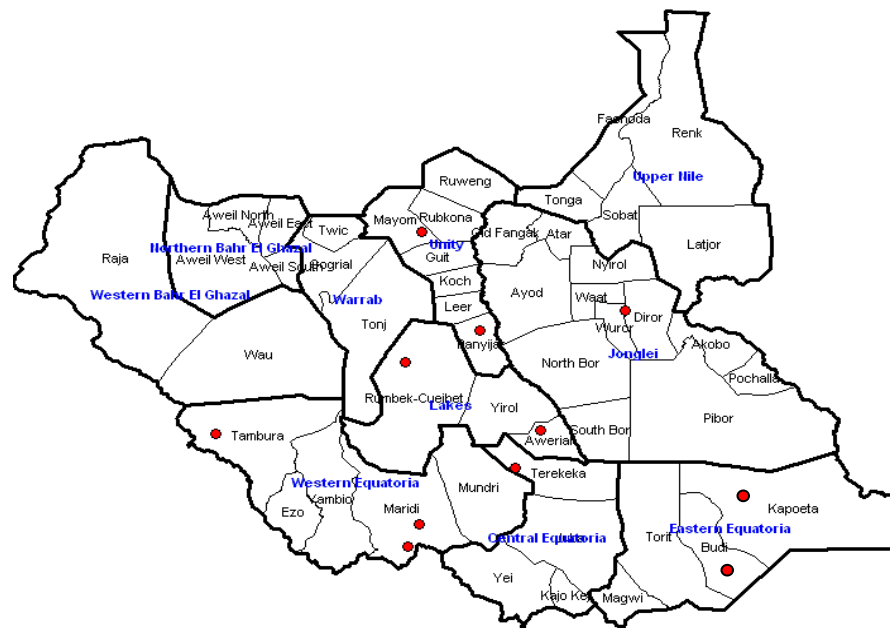 Fashoda
Renk
Upper Nile
Ruweng
Tonga
Sobat
Aweil North
Aweil East
Twic
Mayom
Rubkona
Old Fangak
Atar
Latjor
Northern Bahr El Ghazal
Unity
Guit
Raja
Aweil West
Aweil South
Gogrial
Nyirol
Koch
Western Bahr El Ghazal
Warrab
Ayod
Waat
Leer
Diror
Tonj
Wuror
Panyijar
Akobo
Wau
North Bor
Jonglei
Pochalla
Rumbek-Cueibet
Lakes
Yirol
Pibor
South Bor
Tambura
Awerial
Terekeka
Mundri
Western Equatoria
Yambio
Ezo
Maridi
Kapoeta
Central Equatoria
Torit
Eastern Equatoria
Budi
Yei
Kajo Keji
Magwi